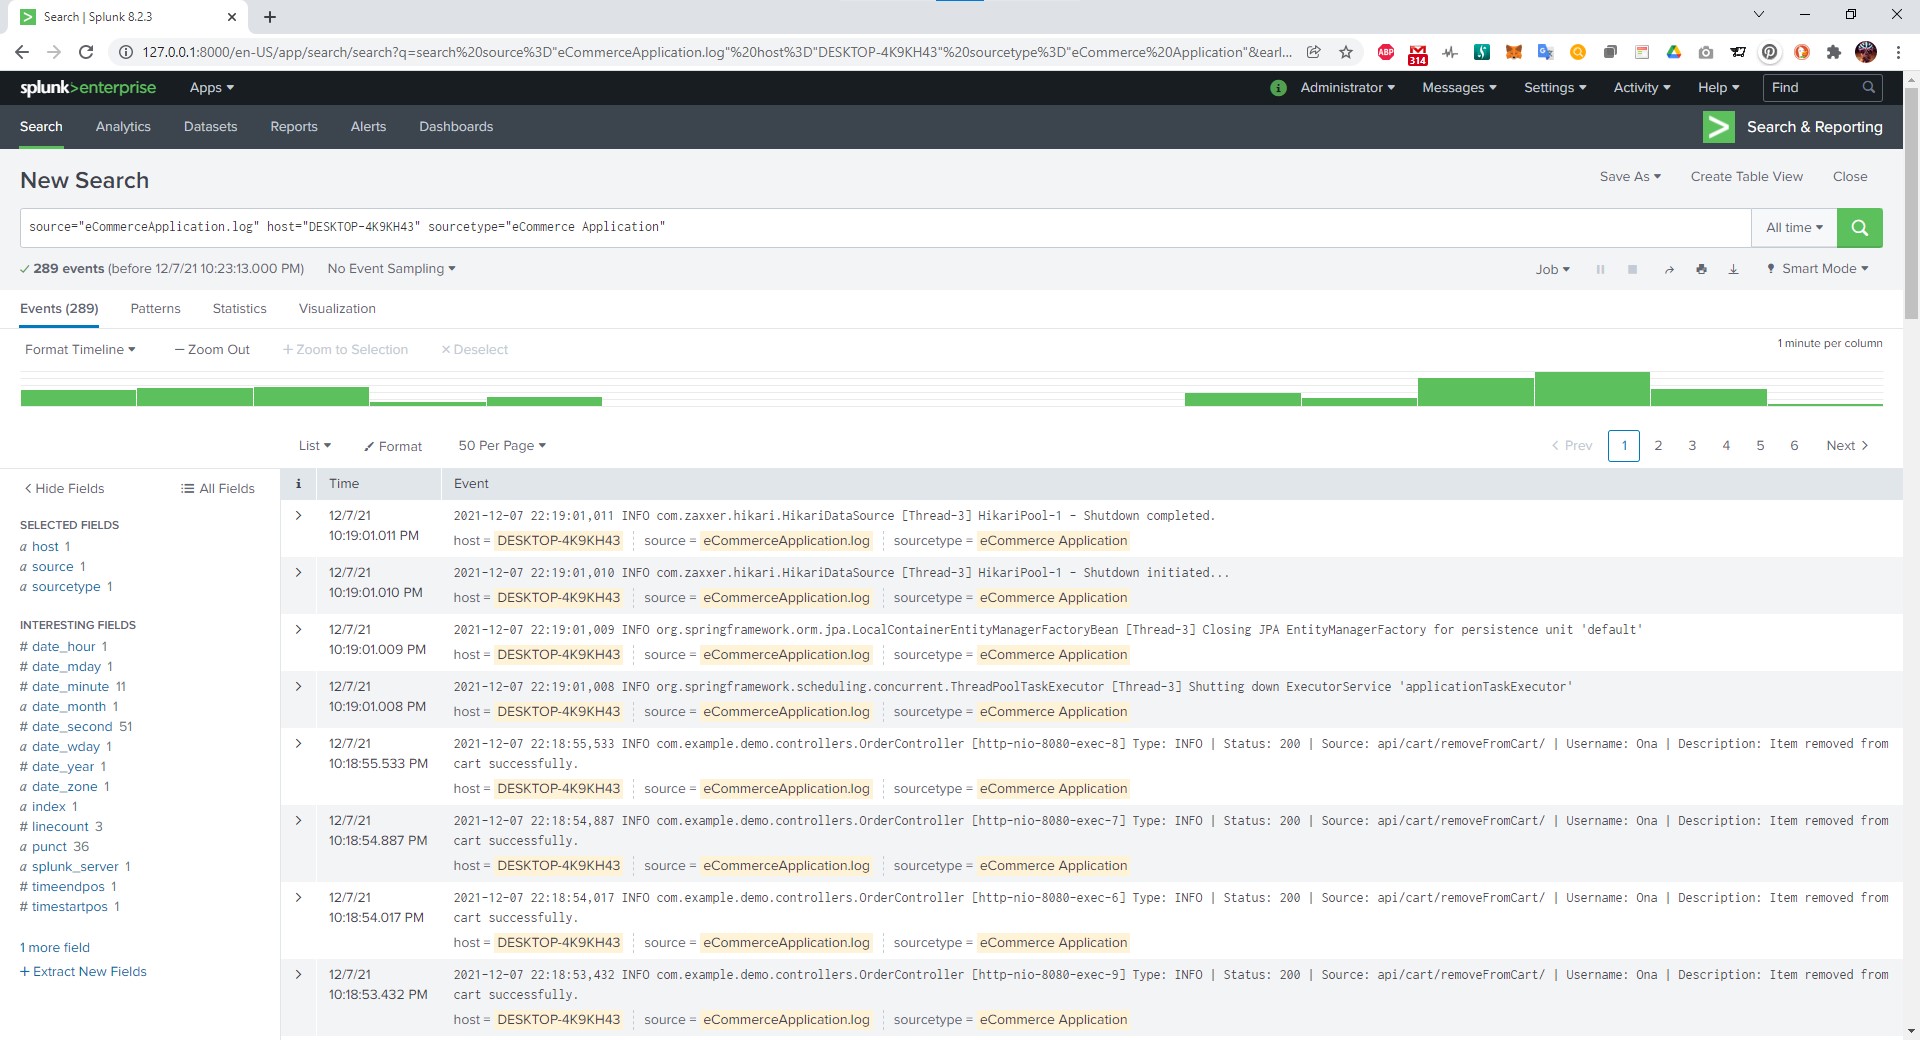 Search | Splunk 8.2.3
127.0.0.1:8000/en-US/app/search/search?q=search%20source%3D"eCommerceApplication.log"%20host%3D"DESKTOP-4K9KH43"%20sourcetype%3D"eCommerce%20Application"&earl...
ABP 314
splunk>enterprise Apps Administrator Messages Settings Activity Help Find
Search Analytics Datasets Reports Alerts Dashboards Search & Reporting
New Search Save As Create Table View Close
source="eCommerceApplication.log" host="DESKTOP-4K9KH43" sourcetype="eCommerce Application" All time
289 events (before 12/7/21 10:23:13.000 PM) No Event Sampling Job Smart Mode
Events (289) Patterns Statistics Visualization
Format Timeline — Zoom Out + Zoom to Selection × Deselect 1 minute per column
List Format 50 Per Page < Prev 1 2 3 4 5 6 Next >
< Hide Fields All Fields
SELECTED FIELDS
a host 1
a source 1
a sourcetype 1
INTERESTING FIELDS
# date_hour 1
# date_mday 1
# date_minute 11
a date_month 1
# date_second 51
a date_wday 1
# date_year 1
a date_zone 1
a index 1
# linecount 3
a punct 36
a splunk_server 1
# timeendpos 1
# timestartpos 1
1 more field
+ Extract New Fields
i Time Event
12/7/21 2021-12-07 22:19:01,011 INFO com.zaxxer.hikari.HikariDataSource [Thread-3] HikariPool-1 - Shutdown completed.
10:19:01.011 PM
host = DESKTOP-4K9KH43 source = eCommerceApplication.log sourcetype = eCommerce Application
12/7/21 2021-12-07 22:19:01,010 INFO com.zaxxer.hikari.HikariDataSource [Thread-3] HikariPool-1 - Shutdown initiated...
10:19:01.010 PM
host = DESKTOP-4K9KH43 source = eCommerceApplication.log sourcetype = eCommerce Application
12/7/21 2021-12-07 22:19:01,009 INFO org.springframework.orm.jpa.LocalContainerEntityManagerFactoryBean [Thread-3] Closing JPA EntityManagerFactory for persistence unit 'default'
10:19:01.009 PM
host = DESKTOP-4K9KH43 source = eCommerceApplication.log sourcetype = eCommerce Application
12/7/21 2021-12-07 22:19:01,008 INFO org.springframework.scheduling.concurrent.ThreadPoolTaskExecutor [Thread-3] Shutting down ExecutorService 'applicationTaskExecutor'
10:19:01.008 PM
host = DESKTOP-4K9KH43 source = eCommerceApplication.log sourcetype = eCommerce Application
12/7/21 2021-12-07 22:18:55,533 INFO com.example.demo.controllers.OrderController [http-nio-8080-exec-8] Type: INFO | Status: 200 | Source: api/cart/removeFromCart/ | Username: Ona | Description: Item removed from
10:18:55.533 PM cart successfully.
host = DESKTOP-4K9KH43 source = eCommerceApplication.log sourcetype = eCommerce Application
12/7/21 2021-12-07 22:18:54,887 INFO com.example.demo.controllers.OrderController [http-nio-8080-exec-7] Type: INFO | Status: 200 | Source: api/cart/removeFromCart/ | Username: Ona | Description: Item removed from
10:18:54.887 PM cart successfully.
host = DESKTOP-4K9KH43 source = eCommerceApplication.log sourcetype = eCommerce Application
12/7/21 2021-12-07 22:18:54,017 INFO com.example.demo.controllers.OrderController [http-nio-8080-exec-6] Type: INFO | Status: 200 | Source: api/cart/removeFromCart/ | Username: Ona | Description: Item removed from
10:18:54.017 PM cart successfully.
host = DESKTOP-4K9KH43 source = eCommerceApplication.log sourcetype = eCommerce Application
12/7/21 2021-12-07 22:18:53,432 INFO com.example.demo.controllers.OrderController [http-nio-8080-exec-9] Type: INFO | Status: 200 | Source: api/cart/removeFromCart/ | Username: Ona | Description: Item removed from
10:18:53.432 PM cart successfully.
host = DESKTOP-4K9KH43 source = eCommerceApplication.log sourcetype = eCommerce Application